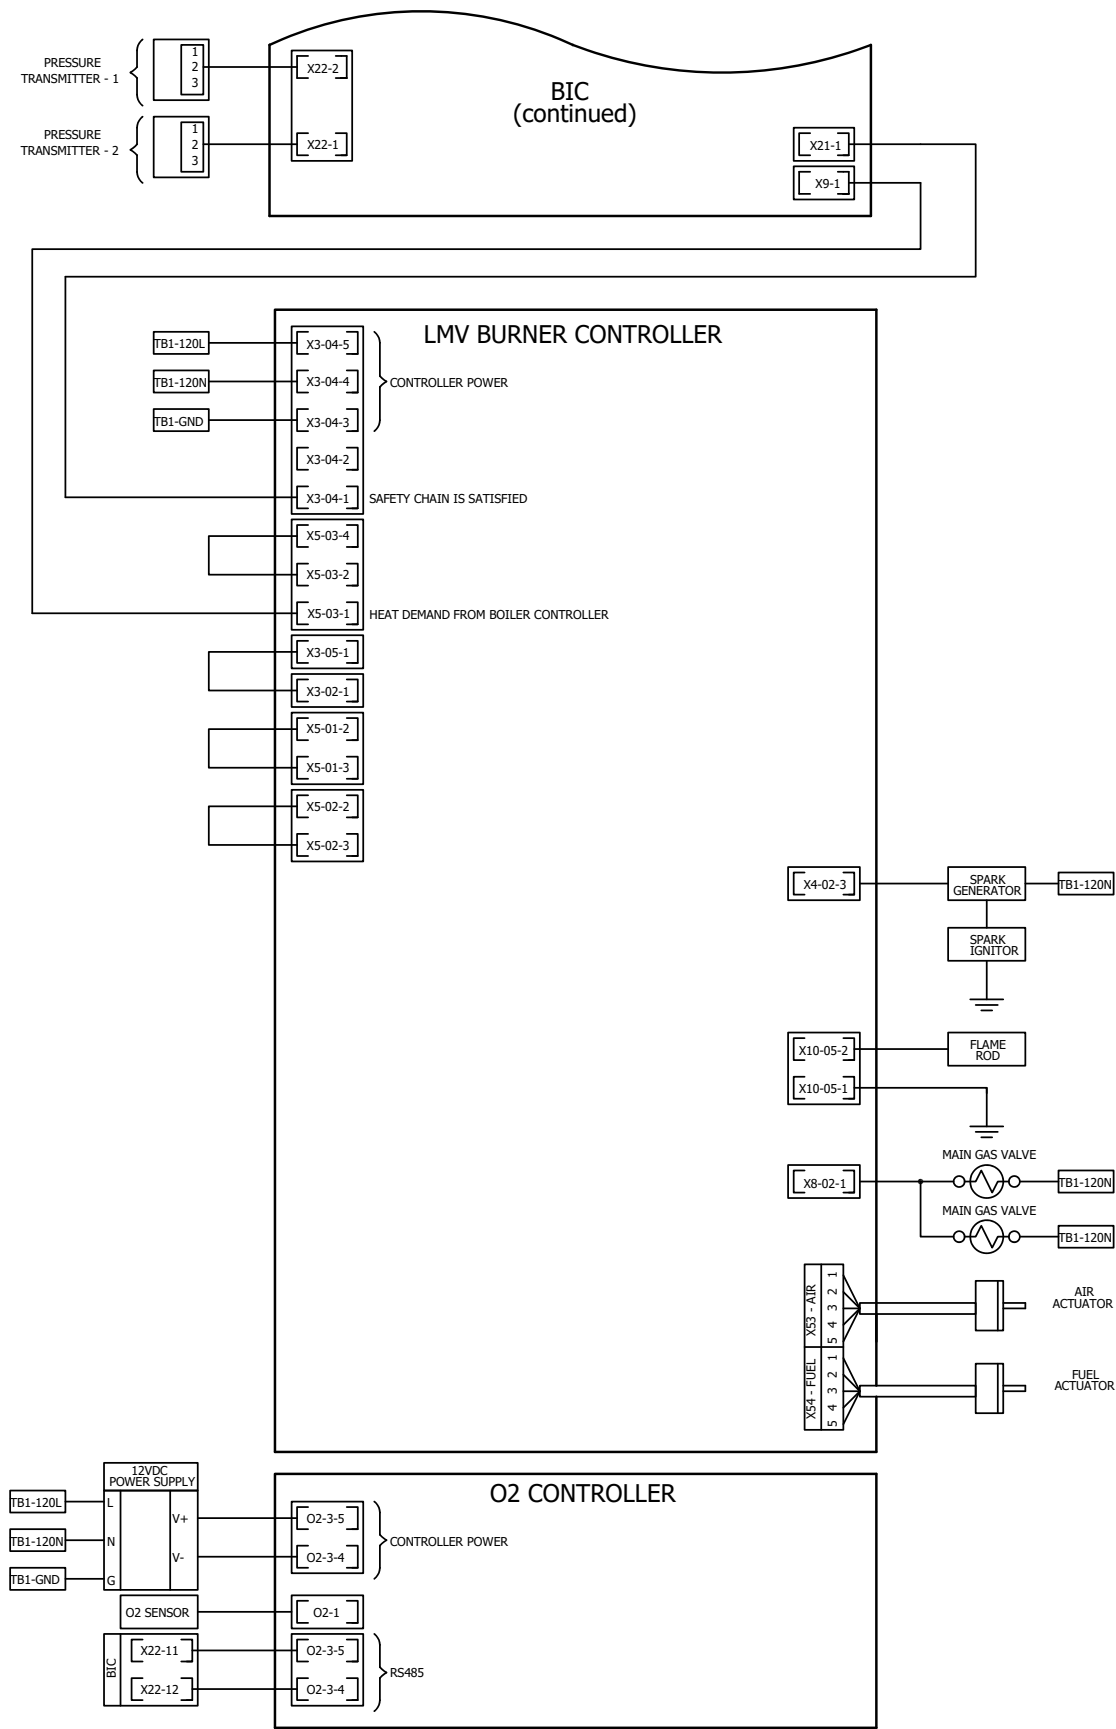 PRESSURE
TRANSMITTER - 1
1
2
3
X22-2
BIC
(continued)
PRESSURE
TRANSMITTER - 2
1
2
3
X22-1
X21-1
X9-1
LMV BURNER CONTROLLER
TB1-120L
X3-04-5
TB1-120N
X3-04-4
CONTROLLER POWER
TB1-GND
X3-04-3
X3-04-2
X3-04-1
SAFETY CHAIN IS SATISFIED
X5-03-4
X5-03-2
X5-03-1
HEAT DEMAND FROM BOILER CONTROLLER
X3-05-1
X3-02-1
X5-01-2
X5-01-3
X5-02-2
X5-02-3
X4-02-3
SPARK
GENERATOR
TB1-120N
SPARK
IGNITOR
X10-05-2
FLAME
ROD
X10-05-1
MAIN GAS VALVE
X8-02-1
TB1-120N
MAIN GAS VALVE
TB1-120N
X53 - AIR
1
2
3
4
5
AIR
ACTUATOR
X54 - FUEL
1
2
3
4
5
FUEL
ACTUATOR
12VDC
POWER SUPPLY
O2 CONTROLLER
TB1-120L
L
V+
O2-3-5
TB1-120N
N
CONTROLLER POWER
V-
O2-3-4
TB1-GND
G
O2 SENSOR
O2-1
BIC
X22-11
O2-3-5
RS485
X22-12
O2-3-4